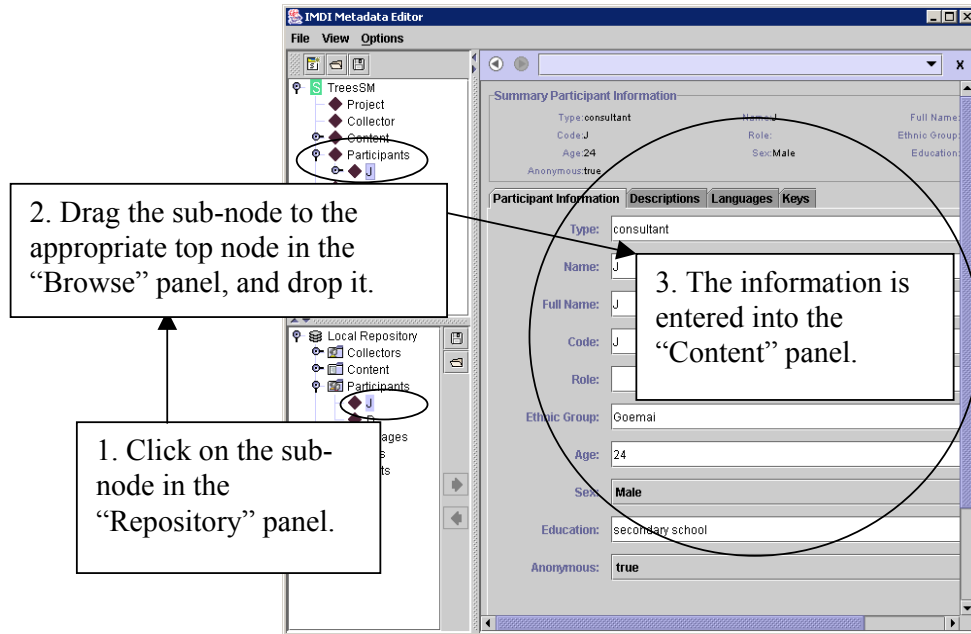 IMDI Metadata Editor
File View Options
TreesSM
Project
Collector
Content
Participants
J
Summary Participant Information
Type: consultant Name: J Full Name:
Code: J Role: Ethnic Group:
Age: 24 Sex: Male Education:
Anonymous: true
Participant Information Descriptions Languages Keys
Type: consultant
Name: J
Full Name: J
Code: J
Role:
Ethnic Group: Goemai
Age: 24
Sex: Male
Education: secondary school
Anonymous: true
2. Drag the sub-node to the
appropriate top node in the
“Browse” panel, and drop it.
3. The information is
entered into the
“Content” panel.
Local Repository
Collectors
Content
Participants
J
ages
ts
1. Click on the sub-
node in the
“Repository” panel.